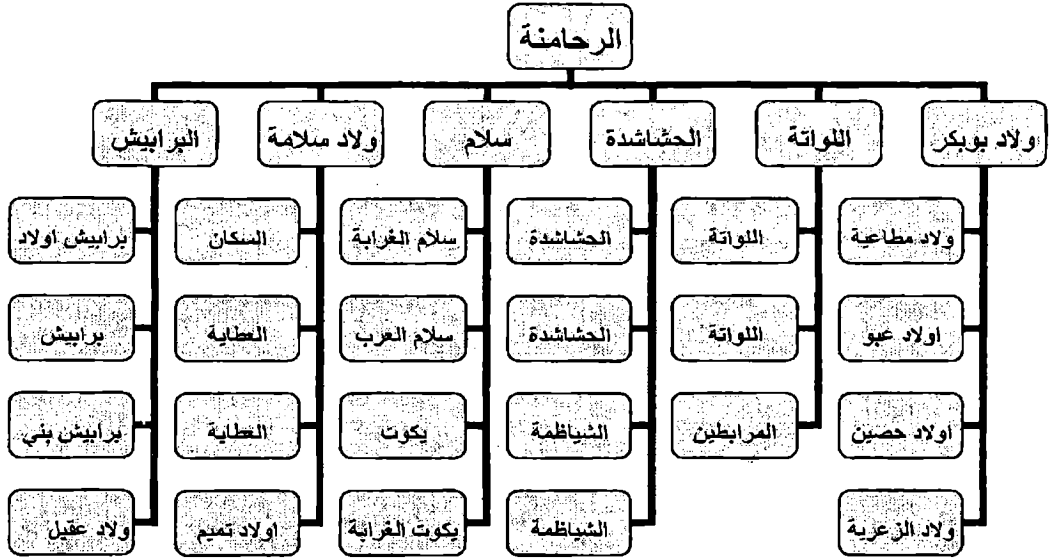 الرحامنة
ولاد بوبكر
اللواتة
الحشاشدة
سلام
ولاد سلامة
البرابيش
ولاد مطاعية
اولاد عبو
اولاد حصين
ولاد الزعرية
اللواتة
اللواتة
المرابطين
الحشاشدة
الحشاشدة
الشياظمة
الشياظمة
سلام الغرابة
سلام العرب
يكوت
يكوت الغرابة
السكان
العطاية
العطاية
اولاد تميم
برابيش اولاد
برابيش
برابيش بني
ولاد عقيل